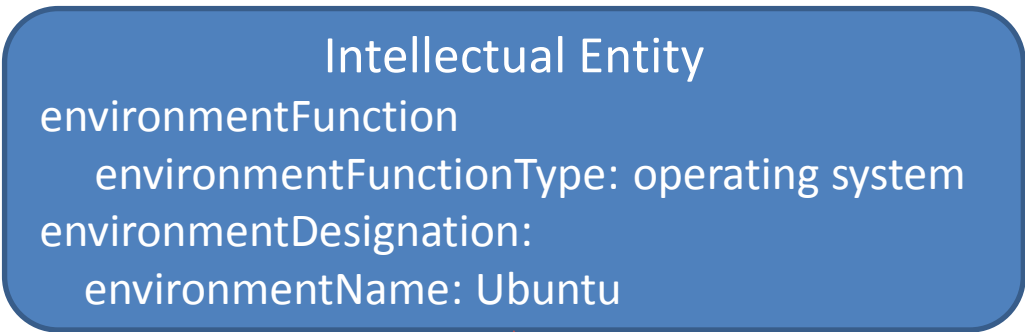 Intellectual Entity
environmentFunction
environmentFunctionType: operating system
environmentDesignation:
environmentName: Ubuntu